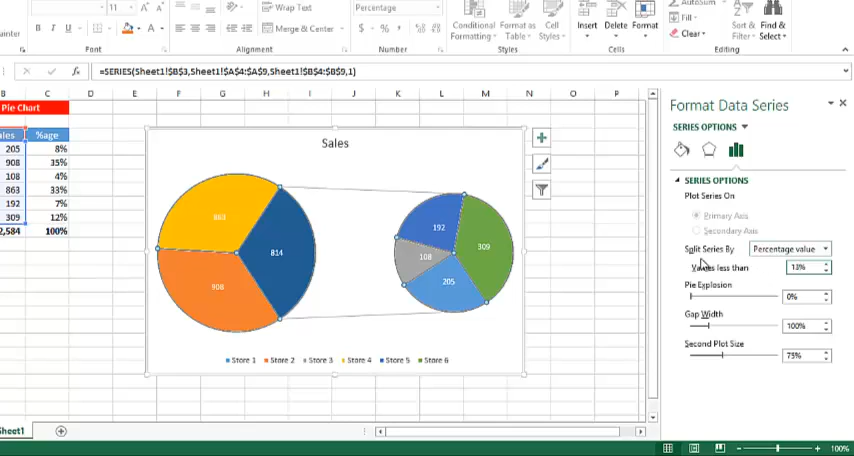 11
Wrap Text
Percentage
ainter
B I U
Merge & Center
$ % ,
Conditional Formatting
Format as Table
Cell Styles
Insert Delete Format
AutoSum
Fill
Clear
Sort & Filter
Find & Select
Font
Alignment
Number
Styles
Cells
Editing
fx =SERIES(Sheet1!$B$3,Sheet1!$A$4:$A$9,Sheet1!$B$4:$B$9,1)
B C D E F G H I J K L M N O P
Pie Chart
ales %age
205 8%
908 35%
108 4%
863 33%
192 7%
309 12%
2,584 100%
Sales
863
814
908
192
309
108
205
Store 1 Store 2 Store 3 Store 4 Store 5 Store 6
Format Data Series
SERIES OPTIONS
SERIES OPTIONS
Plot Series On
Primary Axis
Secondary Axis
Split Series By Percentage value
Values less than 13%
Pie Explosion
0%
Gap Width
100%
Second Plot Size
75%
heet1
100%